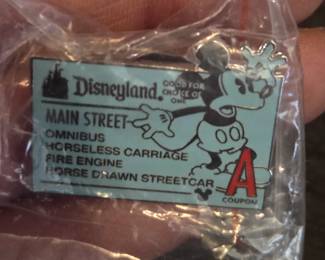 Disneyland.
GOOD FOR
CHOICE OF
ONE
MAIN STREET
OMNIBUS
HORSELESS CARRIAGE
FIRE ENGINE
HORSE DRAWN STREETCAR
A
COUPON